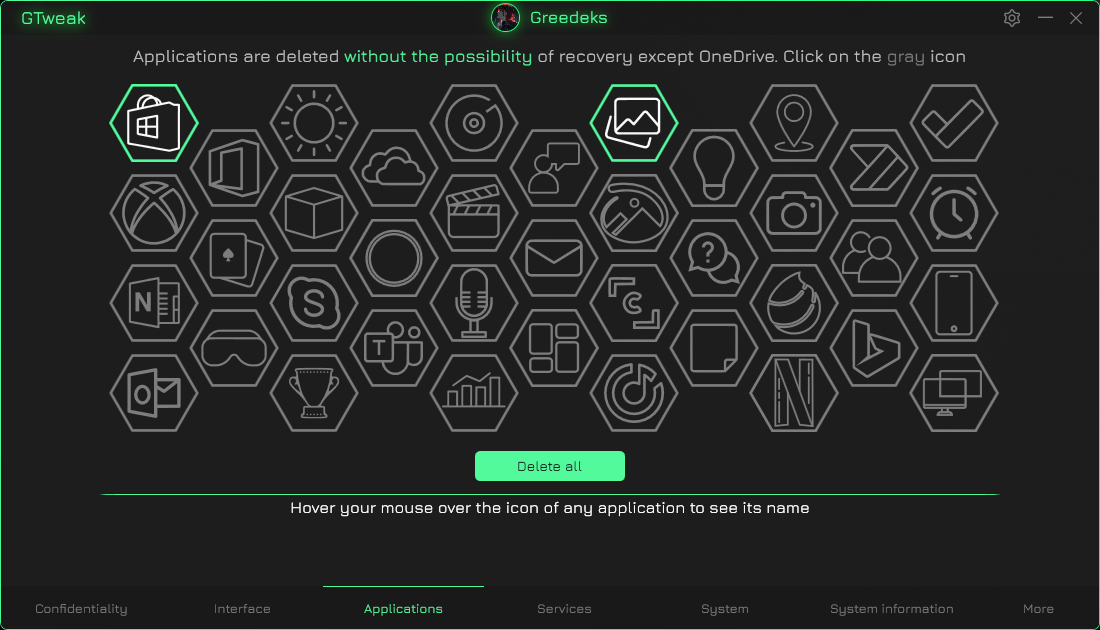 GTweak
Greedeks
Applications are deleted without the possibility of recovery except OneDrive. Click on the gray icon
N
S
T
C
Delete all
Hover your mouse over the icon of any application to see its name
Confidentiality
Interface
Applications
Services
System
System information
More